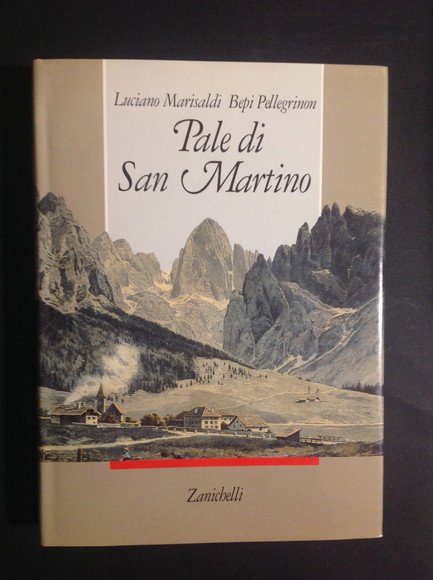 Luciano Marisaldi Bepi Pellegrinon
Pale di
San Martino
Zanichelli